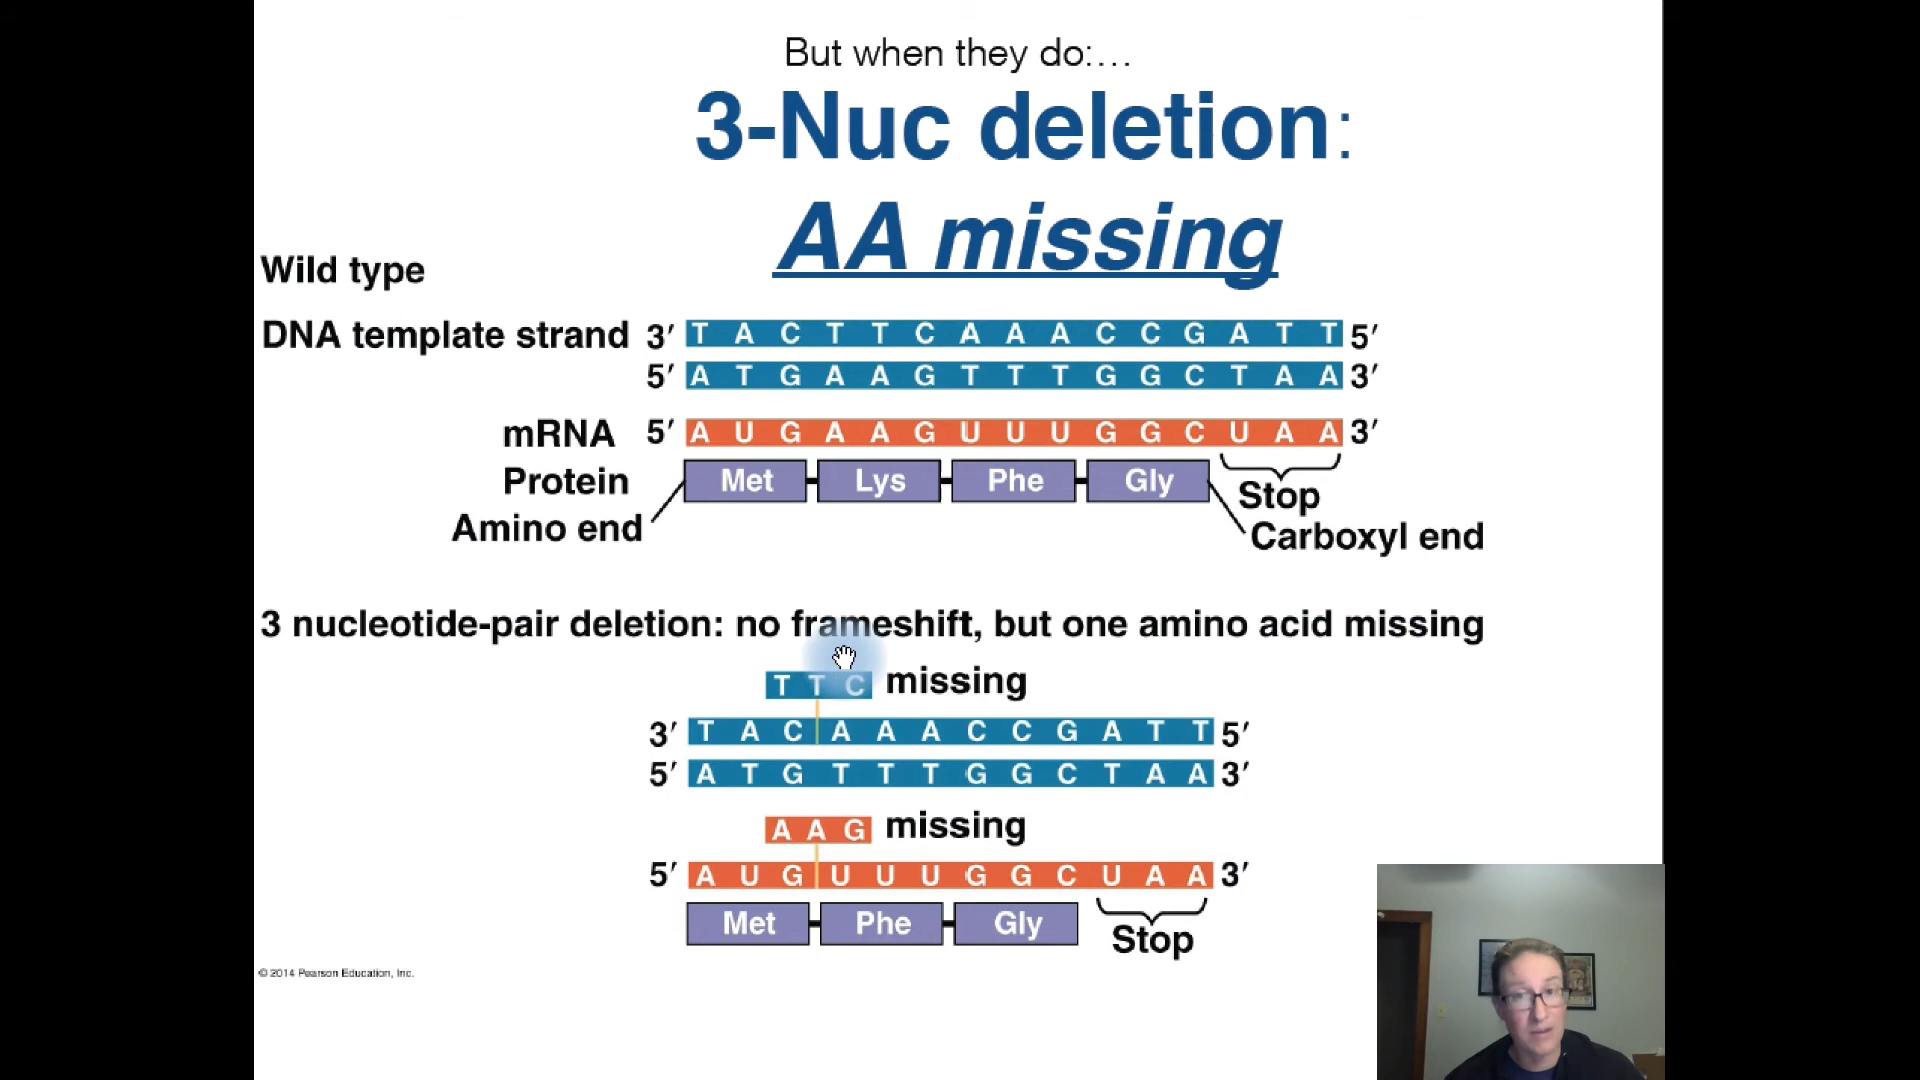 But when they do:…
3-Nuc deletion:
AA missing
Wild type
DNA template strand 3′ T A C T T C A A A C C G A T T 5′
5′ A T G A A G T T T G G C T A A 3′
mRNA 5′ A U G A A G U U U G G C U A A 3′
Protein Met Lys Phe Gly Stop
Amino end Carboxyl end
3 nucleotide-pair deletion: no frameshift, but one amino acid missing
T T C missing
3′ T A C A A A C C G A T T 5′
5′ A T G T T T G G C T A A 3′
A A G missing
5′ A U G U U U G G C U A A 3′
Met Phe Gly Stop
© 2014 Pearson Education, Inc.